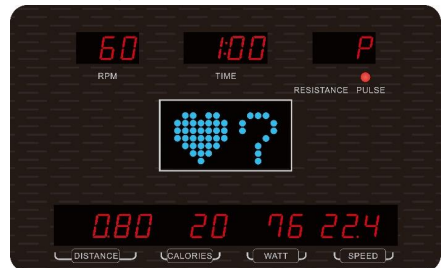 60 1:00 P
RPM TIME
RESISTANCE PULSE
?
0.80 20 76 22.4
DISTANCE CALORIES WATT SPEED